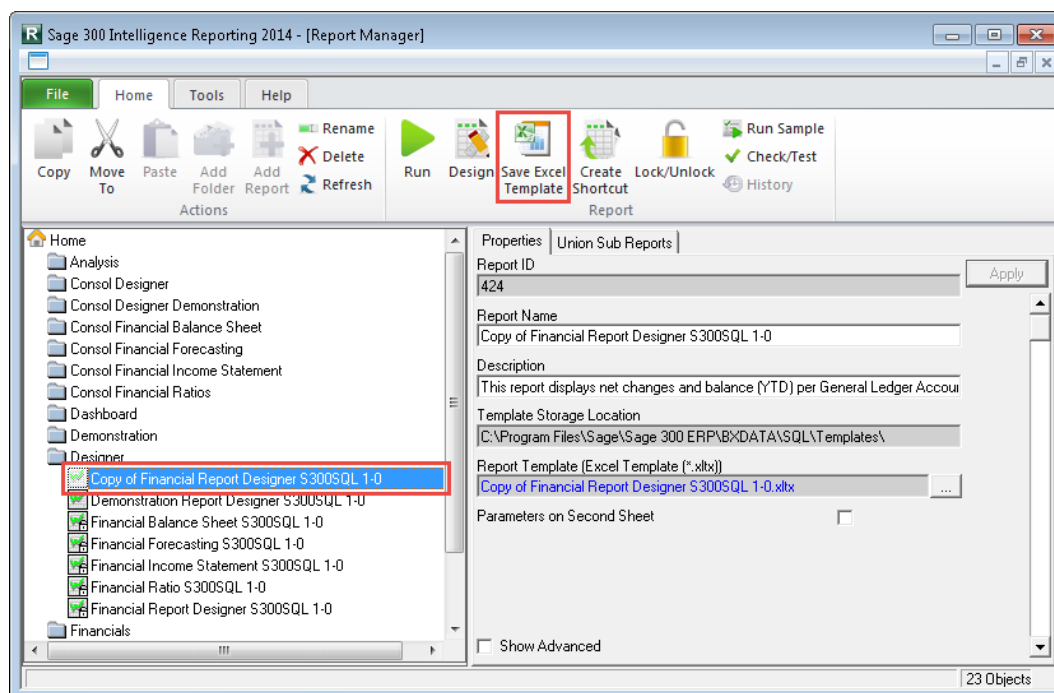 Sage 300 Intelligence Reporting 2014 - [Report Manager]
File Home Tools Help
Copy
Move To
Paste
Add Folder
Add Report
Rename
Delete
Refresh
Actions
Run
Design
Save Excel Template
Create Shortcut
Lock/Unlock
Run Sample
Check/Test
History
Report
Home
Analysis
Consol Designer
Consol Designer Demonstration
Consol Financial Balance Sheet
Consol Financial Forecasting
Consol Financial Income Statement
Consol Financial Ratios
Dashboard
Demonstration
Designer
Copy of Financial Report Designer S300SQL 1-0
Demonstration Report Designer S300SQL 1-0
Financial Balance Sheet S300SQL 1-0
Financial Forecasting S300SQL 1-0
Financial Income Statement S300SQL 1-0
Financial Ratio S300SQL 1-0
Financial Report Designer S300SQL 1-0
Financials
Properties Union Sub Reports
Report ID
424
Apply
Report Name
Copy of Financial Report Designer S300SQL 1-0
Description
This report displays net changes and balance (YTD) per General Ledger Accou
Template Storage Location
C:\Program Files\Sage\Sage 300 ERP\BXDATA\SQL\Templates\
Report Template (Excel Template (*.xltx))
Copy of Financial Report Designer S300SQL 1-0.xltx
...
Parameters on Second Sheet
Show Advanced
23 Objects